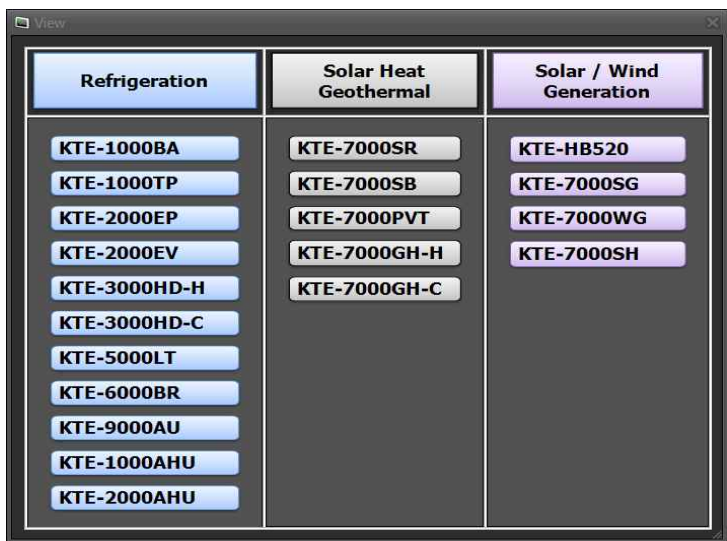 View
Refrigeration
Solar Heat
Geothermal
Solar / Wind
Generation
KTE-1000BA
KTE-1000TP
KTE-2000EP
KTE-2000EV
KTE-3000HD-H
KTE-3000HD-C
KTE-5000LT
KTE-6000BR
KTE-9000AU
KTE-1000AHU
KTE-2000AHU
KTE-7000SR
KTE-7000SB
KTE-7000PVT
KTE-7000GH-H
KTE-7000GH-C
KTE-HB520
KTE-7000SG
KTE-7000WG
KTE-7000SH